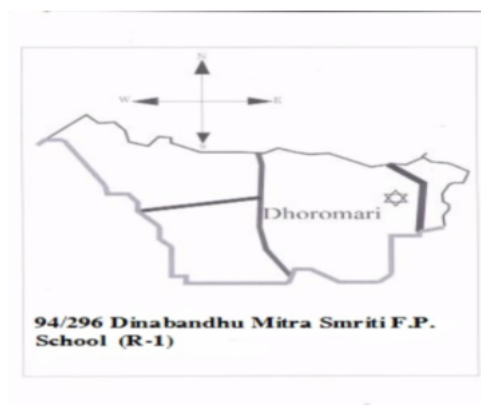 N
W E
S
Dhoromari
94/296 Dinabandhu Mitra Smriti F.P.
School (R-1)